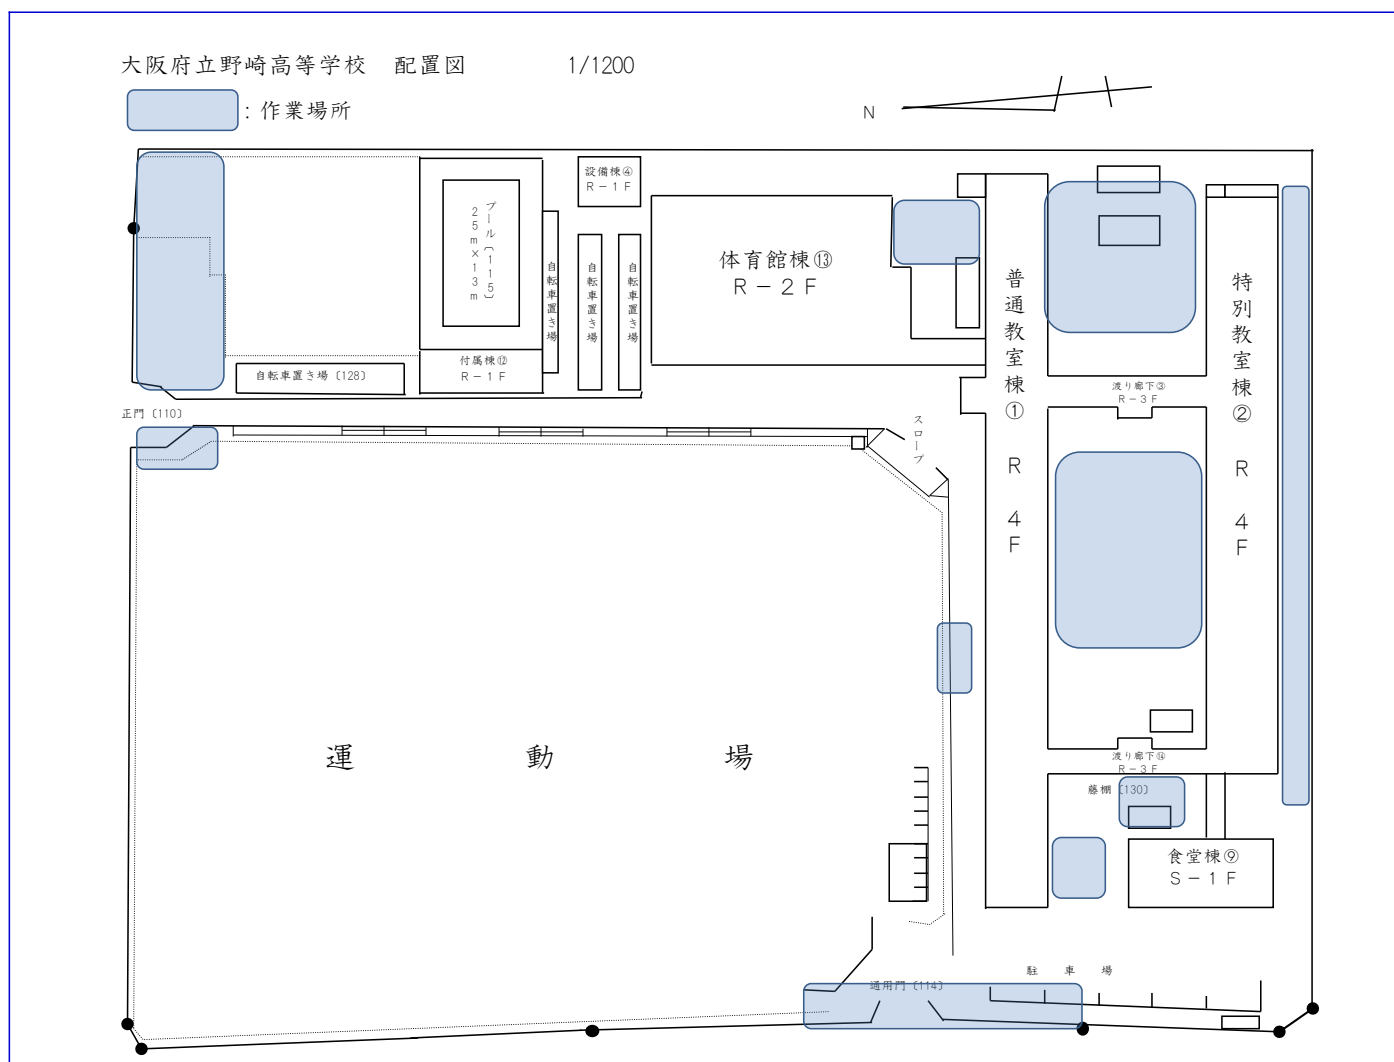 大阪府立野崎高等学校　配置図　1/1200
：作業場所
N
設備棟④
R－1F
プール〔115〕
25m×13m
自転車置き場
自転車置き場
自転車置き場
体育館棟⑬
R－2F
付属棟⑫
R－1F
自転車置き場〔128〕
正門〔110〕
スロープ
普通教室棟①　R　4F
渡り廊下③
R－3F
特別教室棟②　R　4F
運動場
渡り廊下⑭
R－3F
藤棚〔130〕
食堂棟⑨
S－1F
駐車場
通用門〔114〕